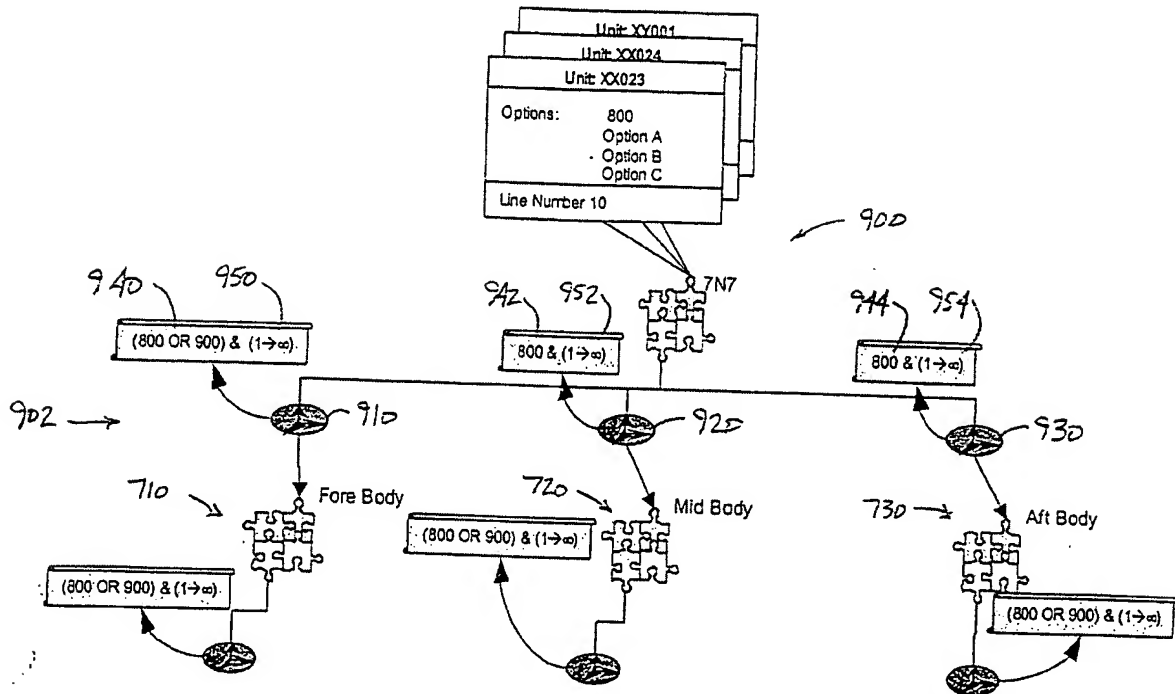 Unit: XY001
Unit: XX024
Unit: XX023
Options: 800
Option A
Option B
Option C
Line Number 10
900
7N7
940
950
(800 OR 900) & (1→∞)
942
952
800 & (1→∞)
944
954
800 & (1→∞)
902
910
920
930
710
Fore Body
(800 OR 900) & (1→∞)
720
Mid Body
(800 OR 900) & (1→∞)
730
Aft Body
(800 OR 900) & (1→∞)